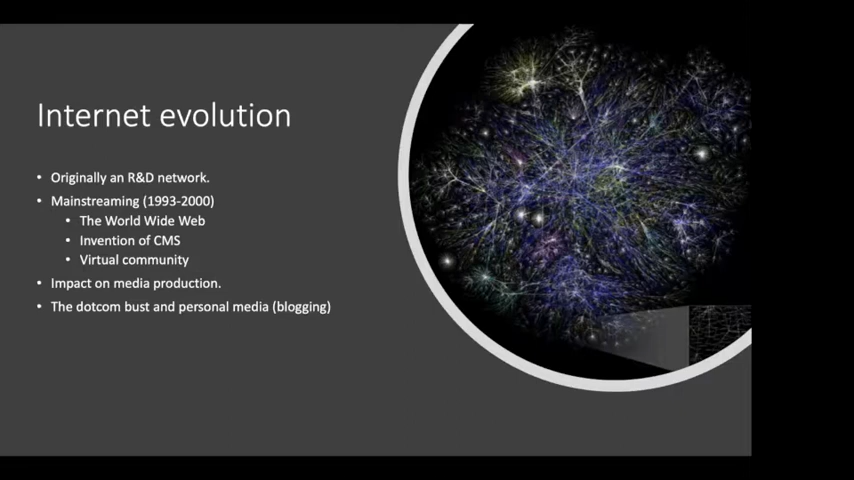 Internet evolution
• Originally an R&D network.
• Mainstreaming (1993-2000)
• The World Wide Web
• Invention of CMS
• Virtual community
• Impact on media production.
• The dotcom bust and personal media (blogging)